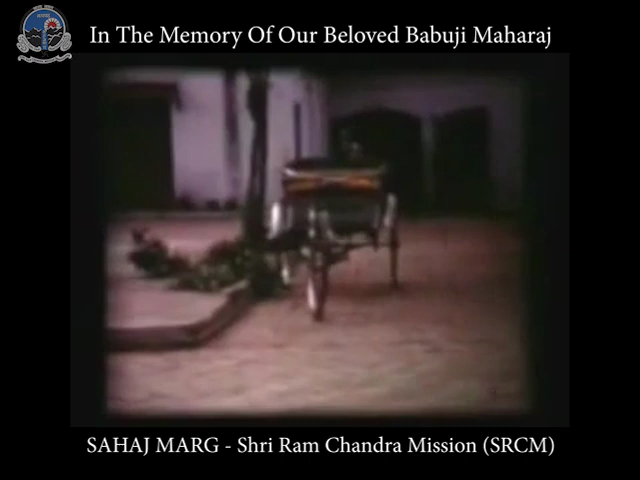 In The Memory Of Our Beloved Babuji Maharaj
SAHAJ MARG - Shri Ram Chandra Mission (SRCM)